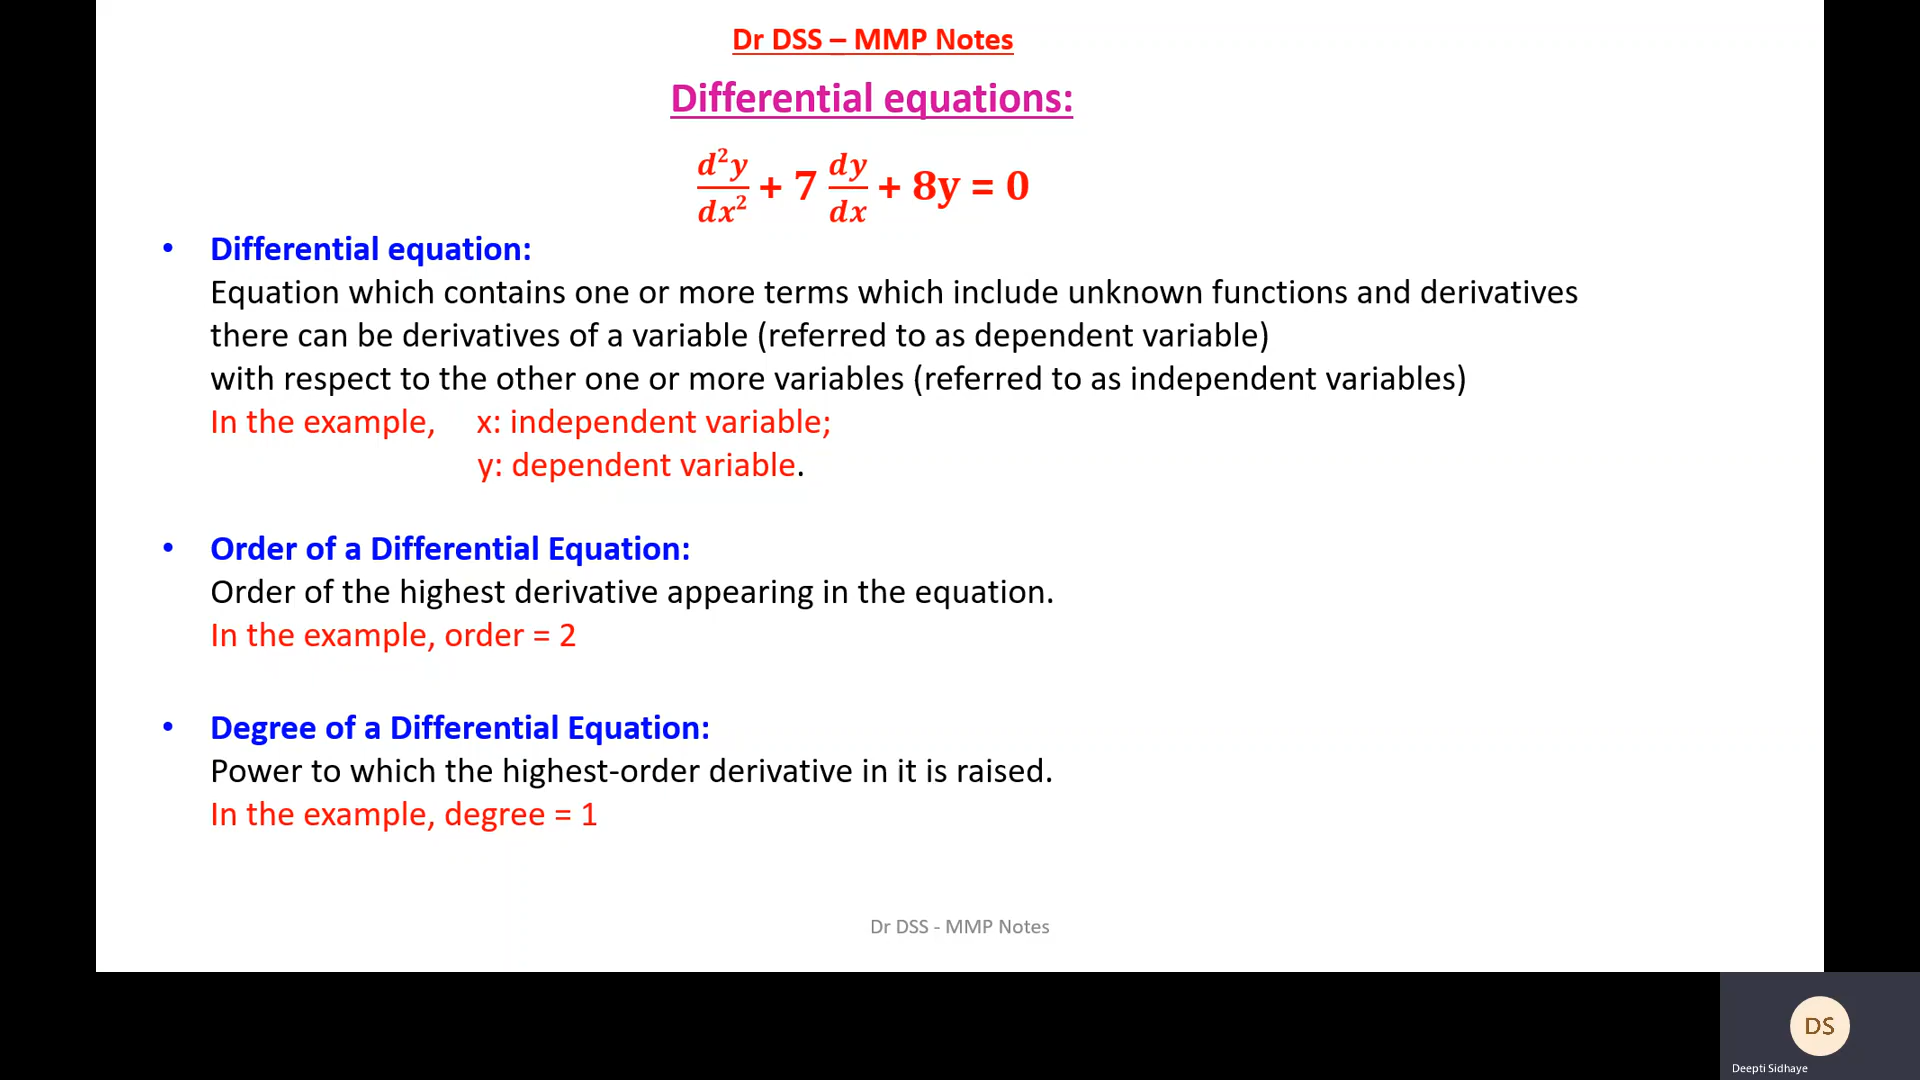 Dr DSS – MMP Notes
Differential equations:
d²y/dx² + 7 dy/dx + 8y = 0
• Differential equation:
Equation which contains one or more terms which include unknown functions and derivatives
there can be derivatives of a variable (referred to as dependent variable)
with respect to the other one or more variables (referred to as independent variables)
In the example, x: independent variable;
y: dependent variable.
• Order of a Differential Equation:
Order of the highest derivative appearing in the equation.
In the example, order = 2
• Degree of a Differential Equation:
Power to which the highest-order derivative in it is raised.
In the example, degree = 1
Dr DSS - MMP Notes
DS
Deepti Sidhaye